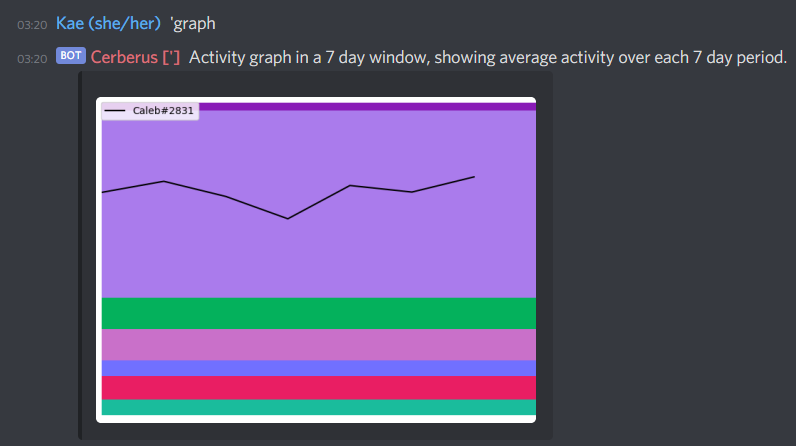 03:20 Kae (she/her) 'graph
03:20 BOT Cerberus ['] Activity graph in a 7 day window, showing average activity over each 7 day period.
Caleb#2831